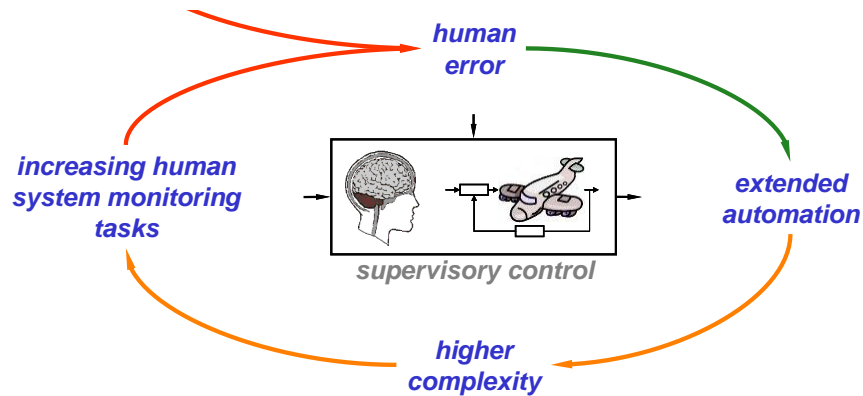 human
error
increasing human
system monitoring
tasks
extended
automation
supervisory control
higher
complexity